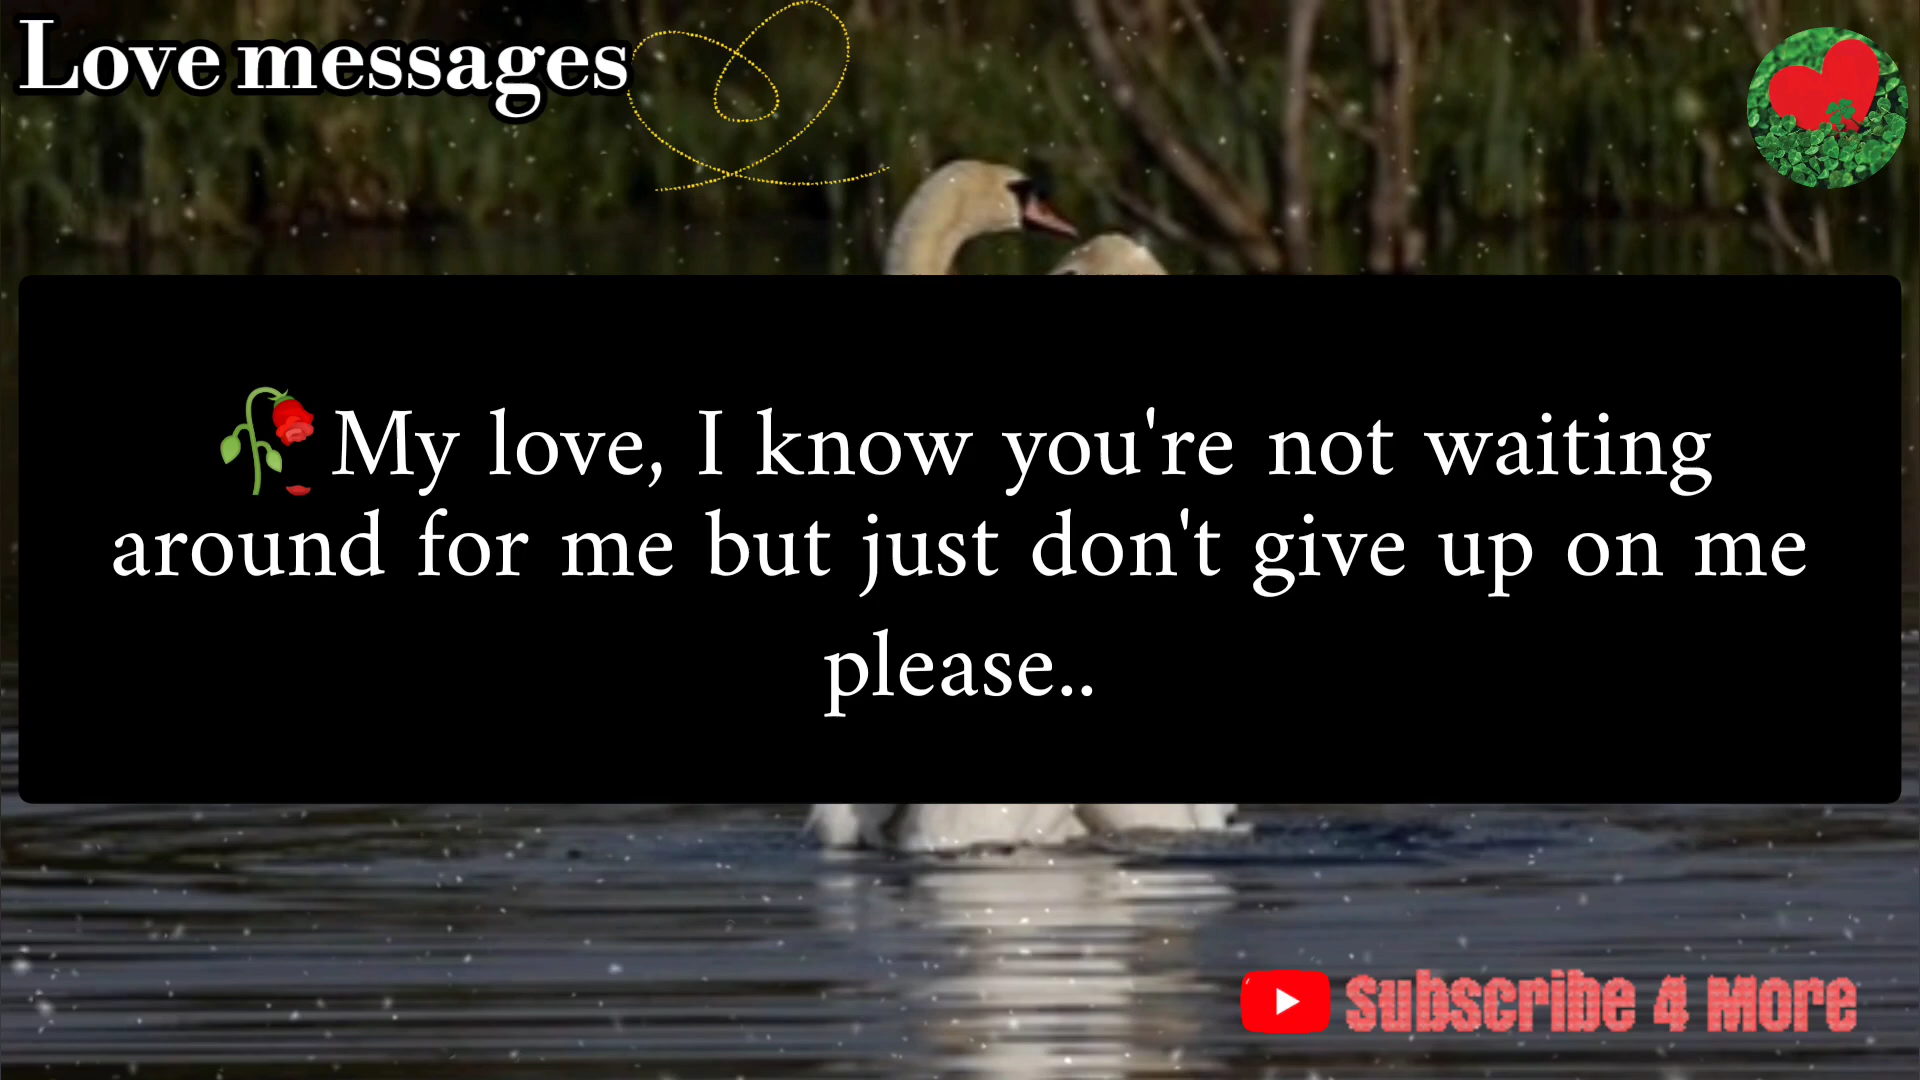 Love messages
🥀My love, I know you're not waiting
around for me but just don't give up on me
please..
Subscribe 4 More